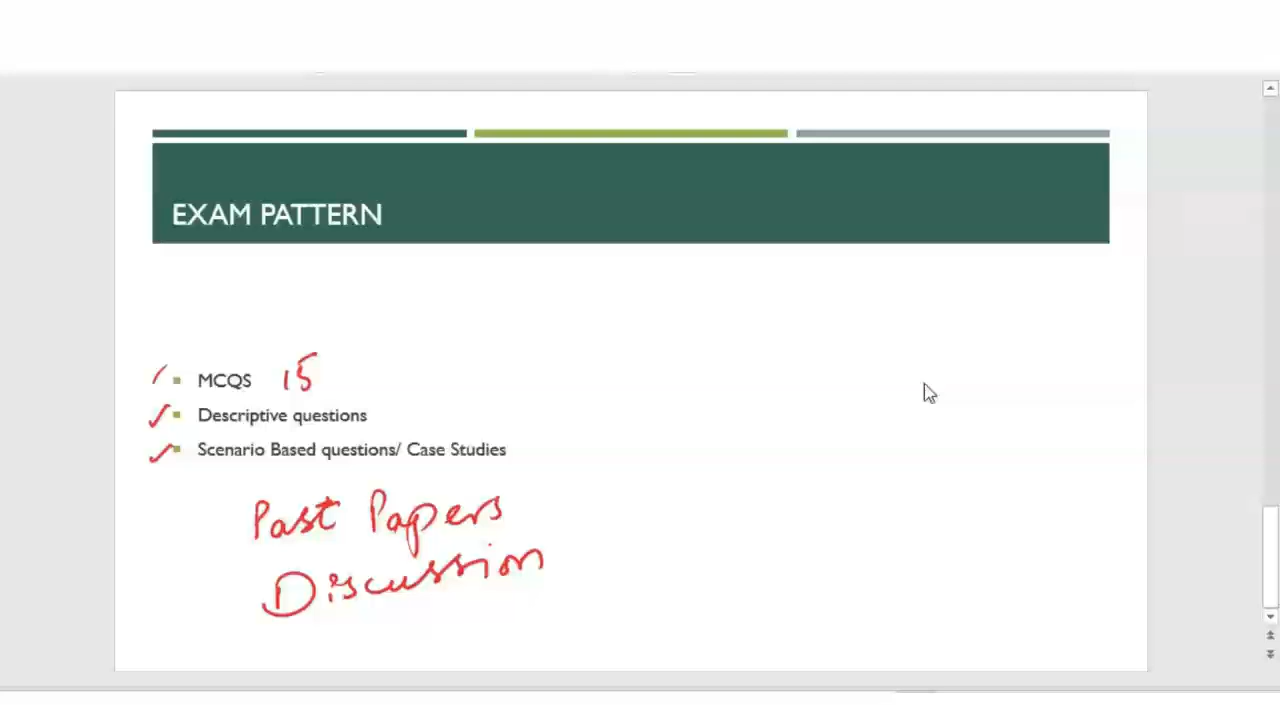 EXAM PATTERN
MCQS 15
Descriptive questions
Scenario Based questions/ Case Studies
Past Papers
Discussion